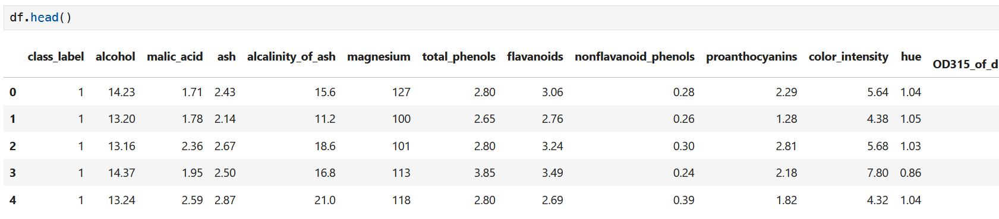 df.head()
class_label alcohol malic_acid ash alcalinity_of_ash magnesium total_phenols flavanoids nonflavanoid_phenols proanthocyanins color_intensity hue OD315_of_d
0 1 14.23 1.71 2.43 15.6 127 2.80 3.06 0.28 2.29 5.64 1.04
1 1 13.20 1.78 2.14 11.2 100 2.65 2.76 0.26 1.28 4.38 1.05
2 1 13.16 2.36 2.67 18.6 101 2.80 3.24 0.30 2.81 5.68 1.03
3 1 14.37 1.95 2.50 16.8 113 3.85 3.49 0.24 2.18 7.80 0.86
4 1 13.24 2.59 2.87 21.0 118 2.80 2.69 0.39 1.82 4.32 1.04